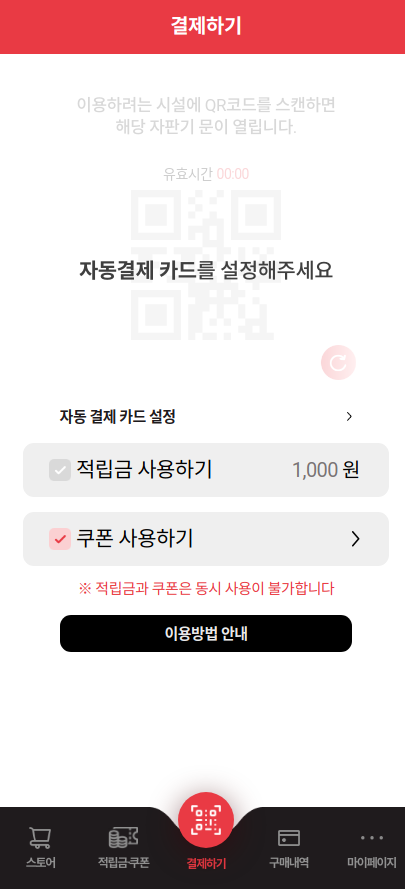 결제하기
이용하려는 시설에 QR코드를 스캔하면
해당 자판기 문이 열립니다.
유효시간 00:00
자동결제 카드를 설정해주세요
자동 결제 카드 설정
적립금 사용하기 1,000 원
쿠폰 사용하기
※ 적립금과 쿠폰은 동시 사용이 불가합니다
이용방법 안내
스토어 적립금·쿠폰 결제하기 구매내역 마이페이지